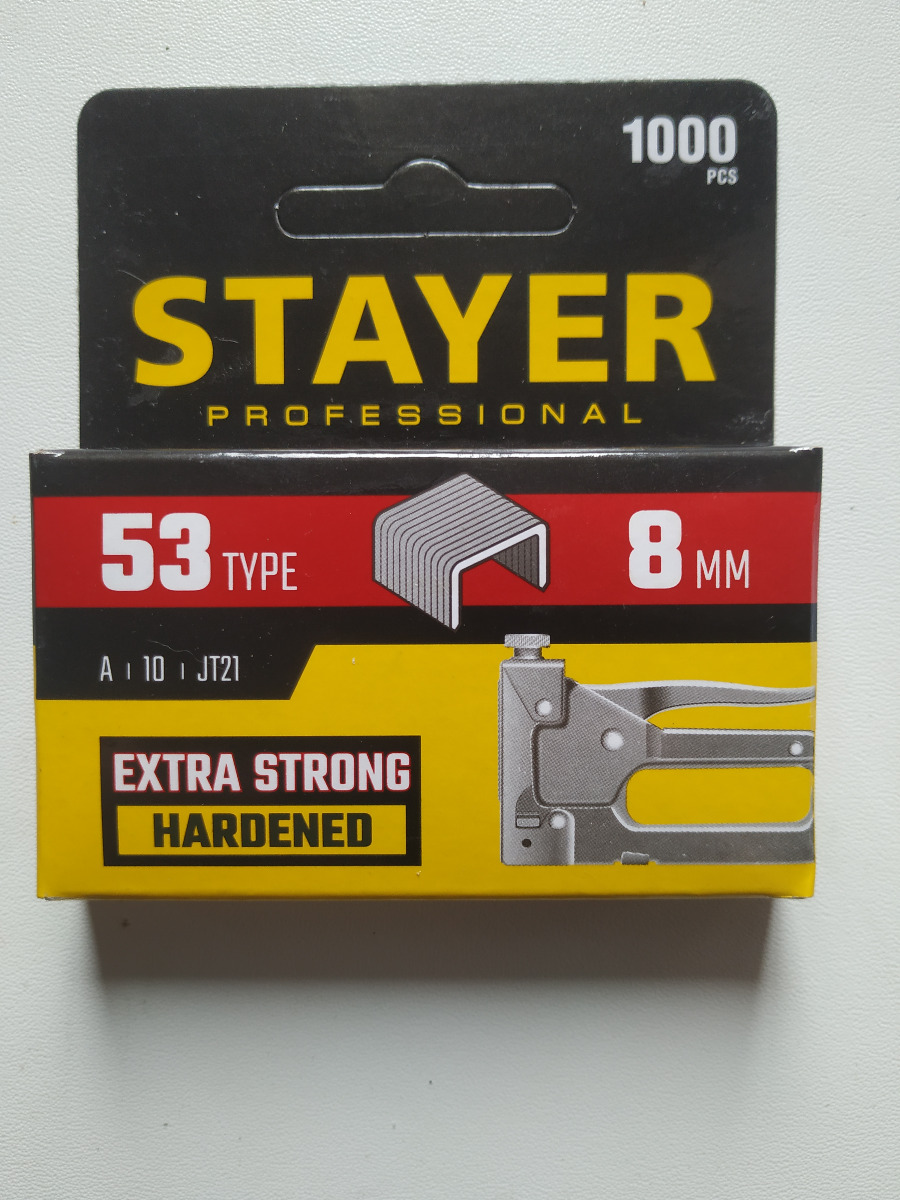 1000
PCS
STAYER
PROFESSIONAL
53 TYPE
8 MM
A | 10 | JT21
EXTRA STRONG
HARDENED